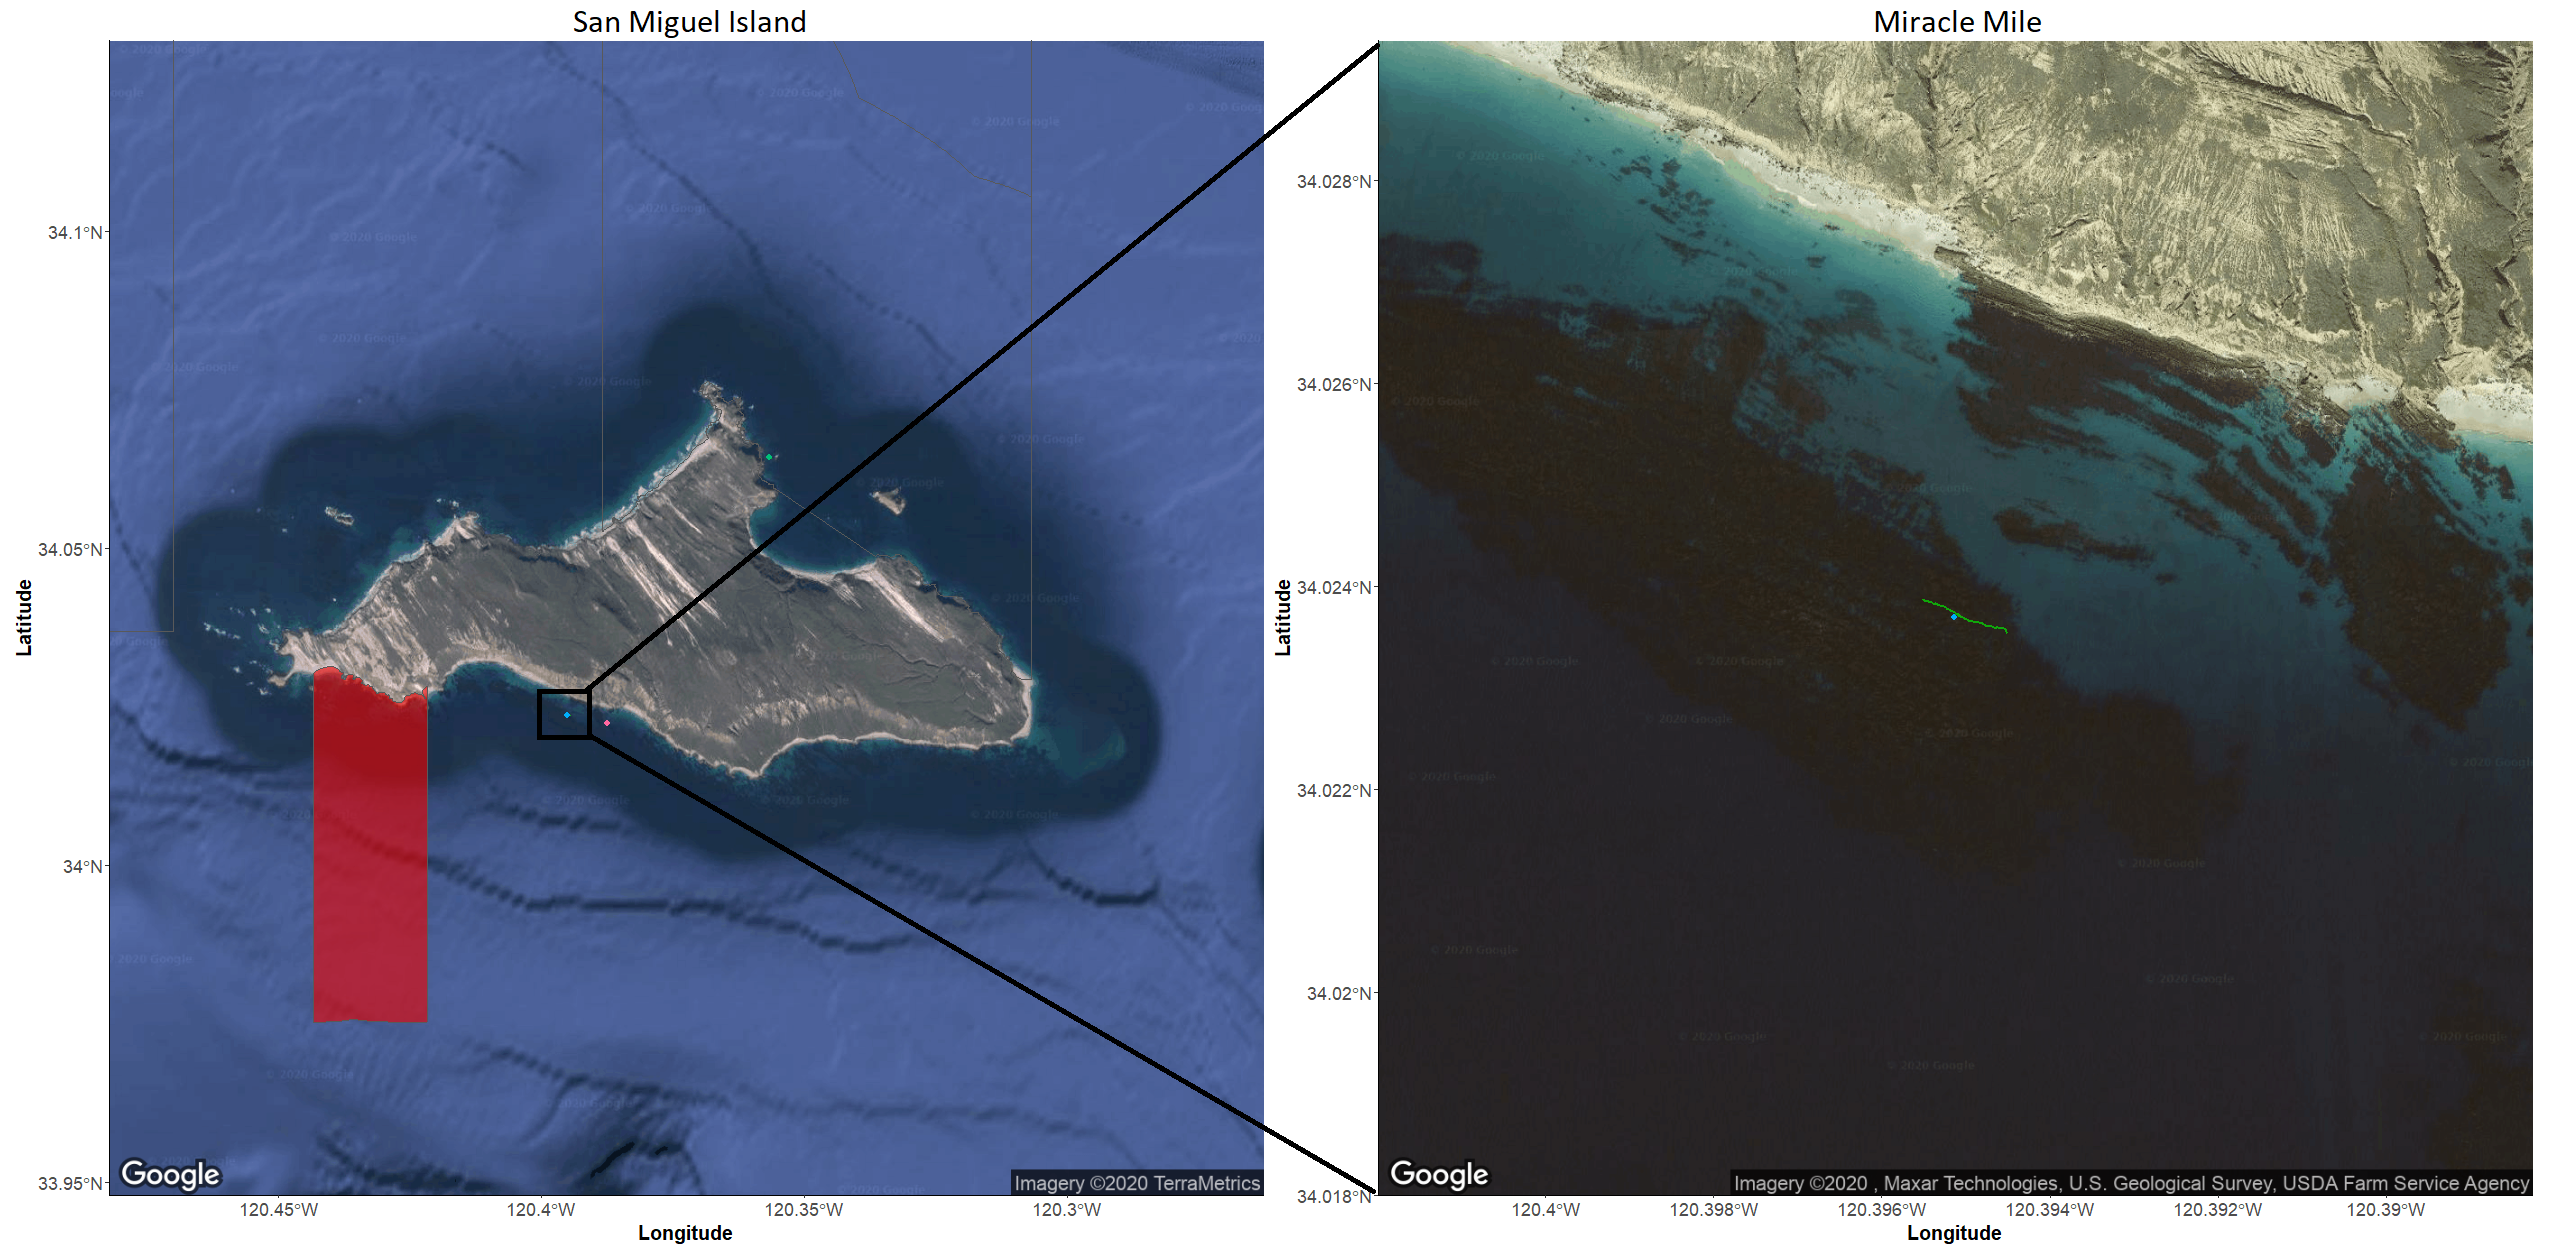 San Miguel Island
Miracle Mile
34.1°N
34.05°N
34°N
33.95°N
Latitude
120.45°W
120.4°W
120.35°W
120.3°W
Longitude
Google
Imagery ©2020 TerraMetrics
34.028°N
34.026°N
34.024°N
34.022°N
34.02°N
34.018°N
Latitude
120.4°W
120.398°W
120.396°W
120.394°W
120.392°W
120.39°W
Longitude
Google
Imagery ©2020 , Maxar Technologies, U.S. Geological Survey, USDA Farm Service Agency
© 2020 Google